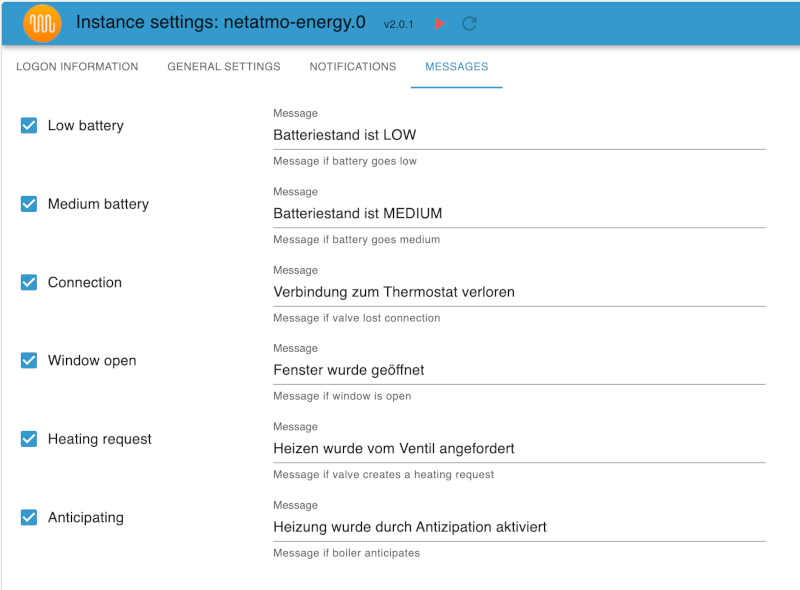 Instance settings: netatmo-energy.0 v2.0.1
LOGON INFORMATION GENERAL SETTINGS NOTIFICATIONS MESSAGES
Message
Low battery Batteriestand ist LOW
Message if battery goes low
Message
Medium battery Batteriestand ist MEDIUM
Message if battery goes medium
Message
Connection Verbindung zum Thermostat verloren
Message if valve lost connection
Message
Window open Fenster wurde geöffnet
Message if window is open
Message
Heating request Heizen wurde vom Ventil angefordert
Message if valve creates a heating request
Message
Anticipating Heizung wurde durch Antizipation aktiviert
Message if boiler anticipates